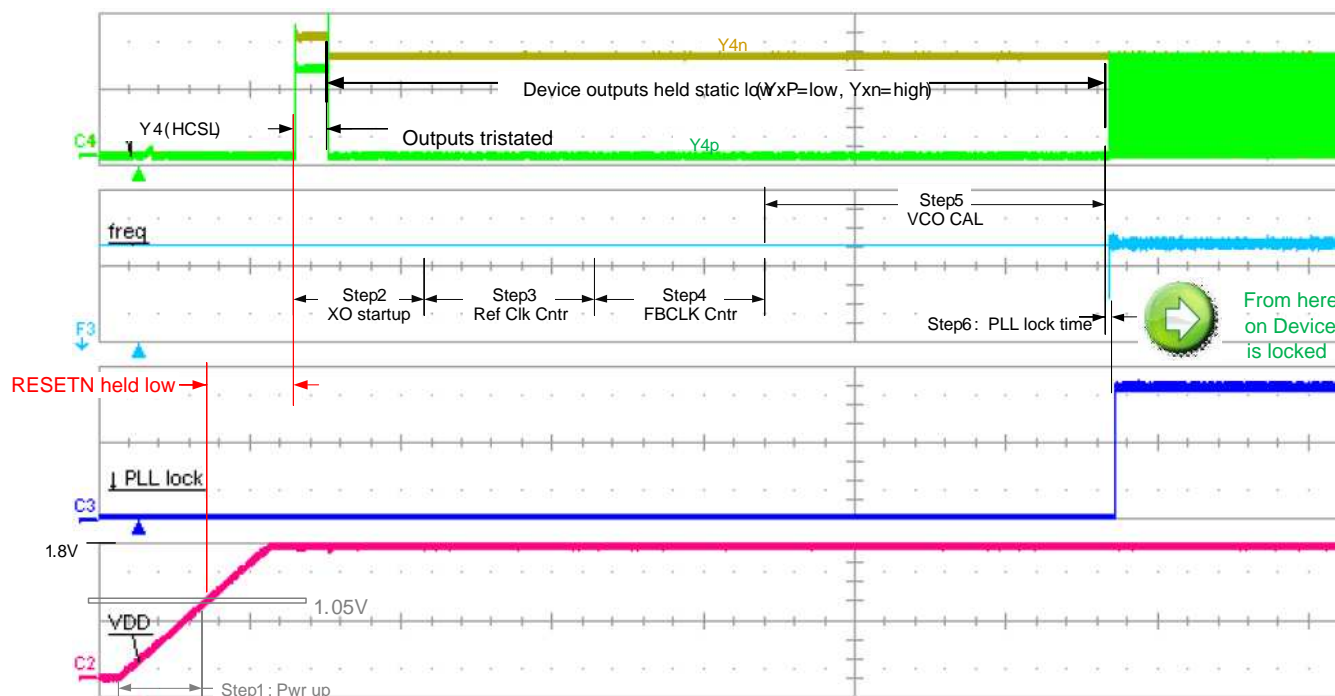 Y4n
Device outputs held static low (YxP=low, Yxn=high)
Y4(HCSL)
Outputs tristated
C4
Y4p
Step5
VCO CAL
freq
Step2
XO startup
Step3
Ref Clk Cntr
Step4
FBCLK Cntr
Step6: PLL lock time
From here
on Device
is locked
F3
RESETN held low
PLL lock
C3
1.8V
1.05V
VDD
C2
Step1: Pwr up